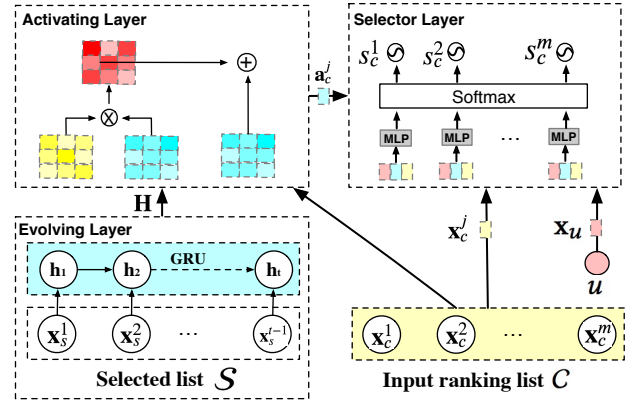 Activating Layer
⊕
⊗
a_c^j
Selector Layer
s_c^1 s_c^2 s_c^m
Softmax
MLP MLP ... MLP
H
x_c^j
x_u
u
Evolving Layer
GRU
h₁ h₂ hₜ
x_s^1 x_s^2 ... x_s^{t-1}
Selected list S
x_c^1 x_c^2 ... x_c^m
Input ranking list C